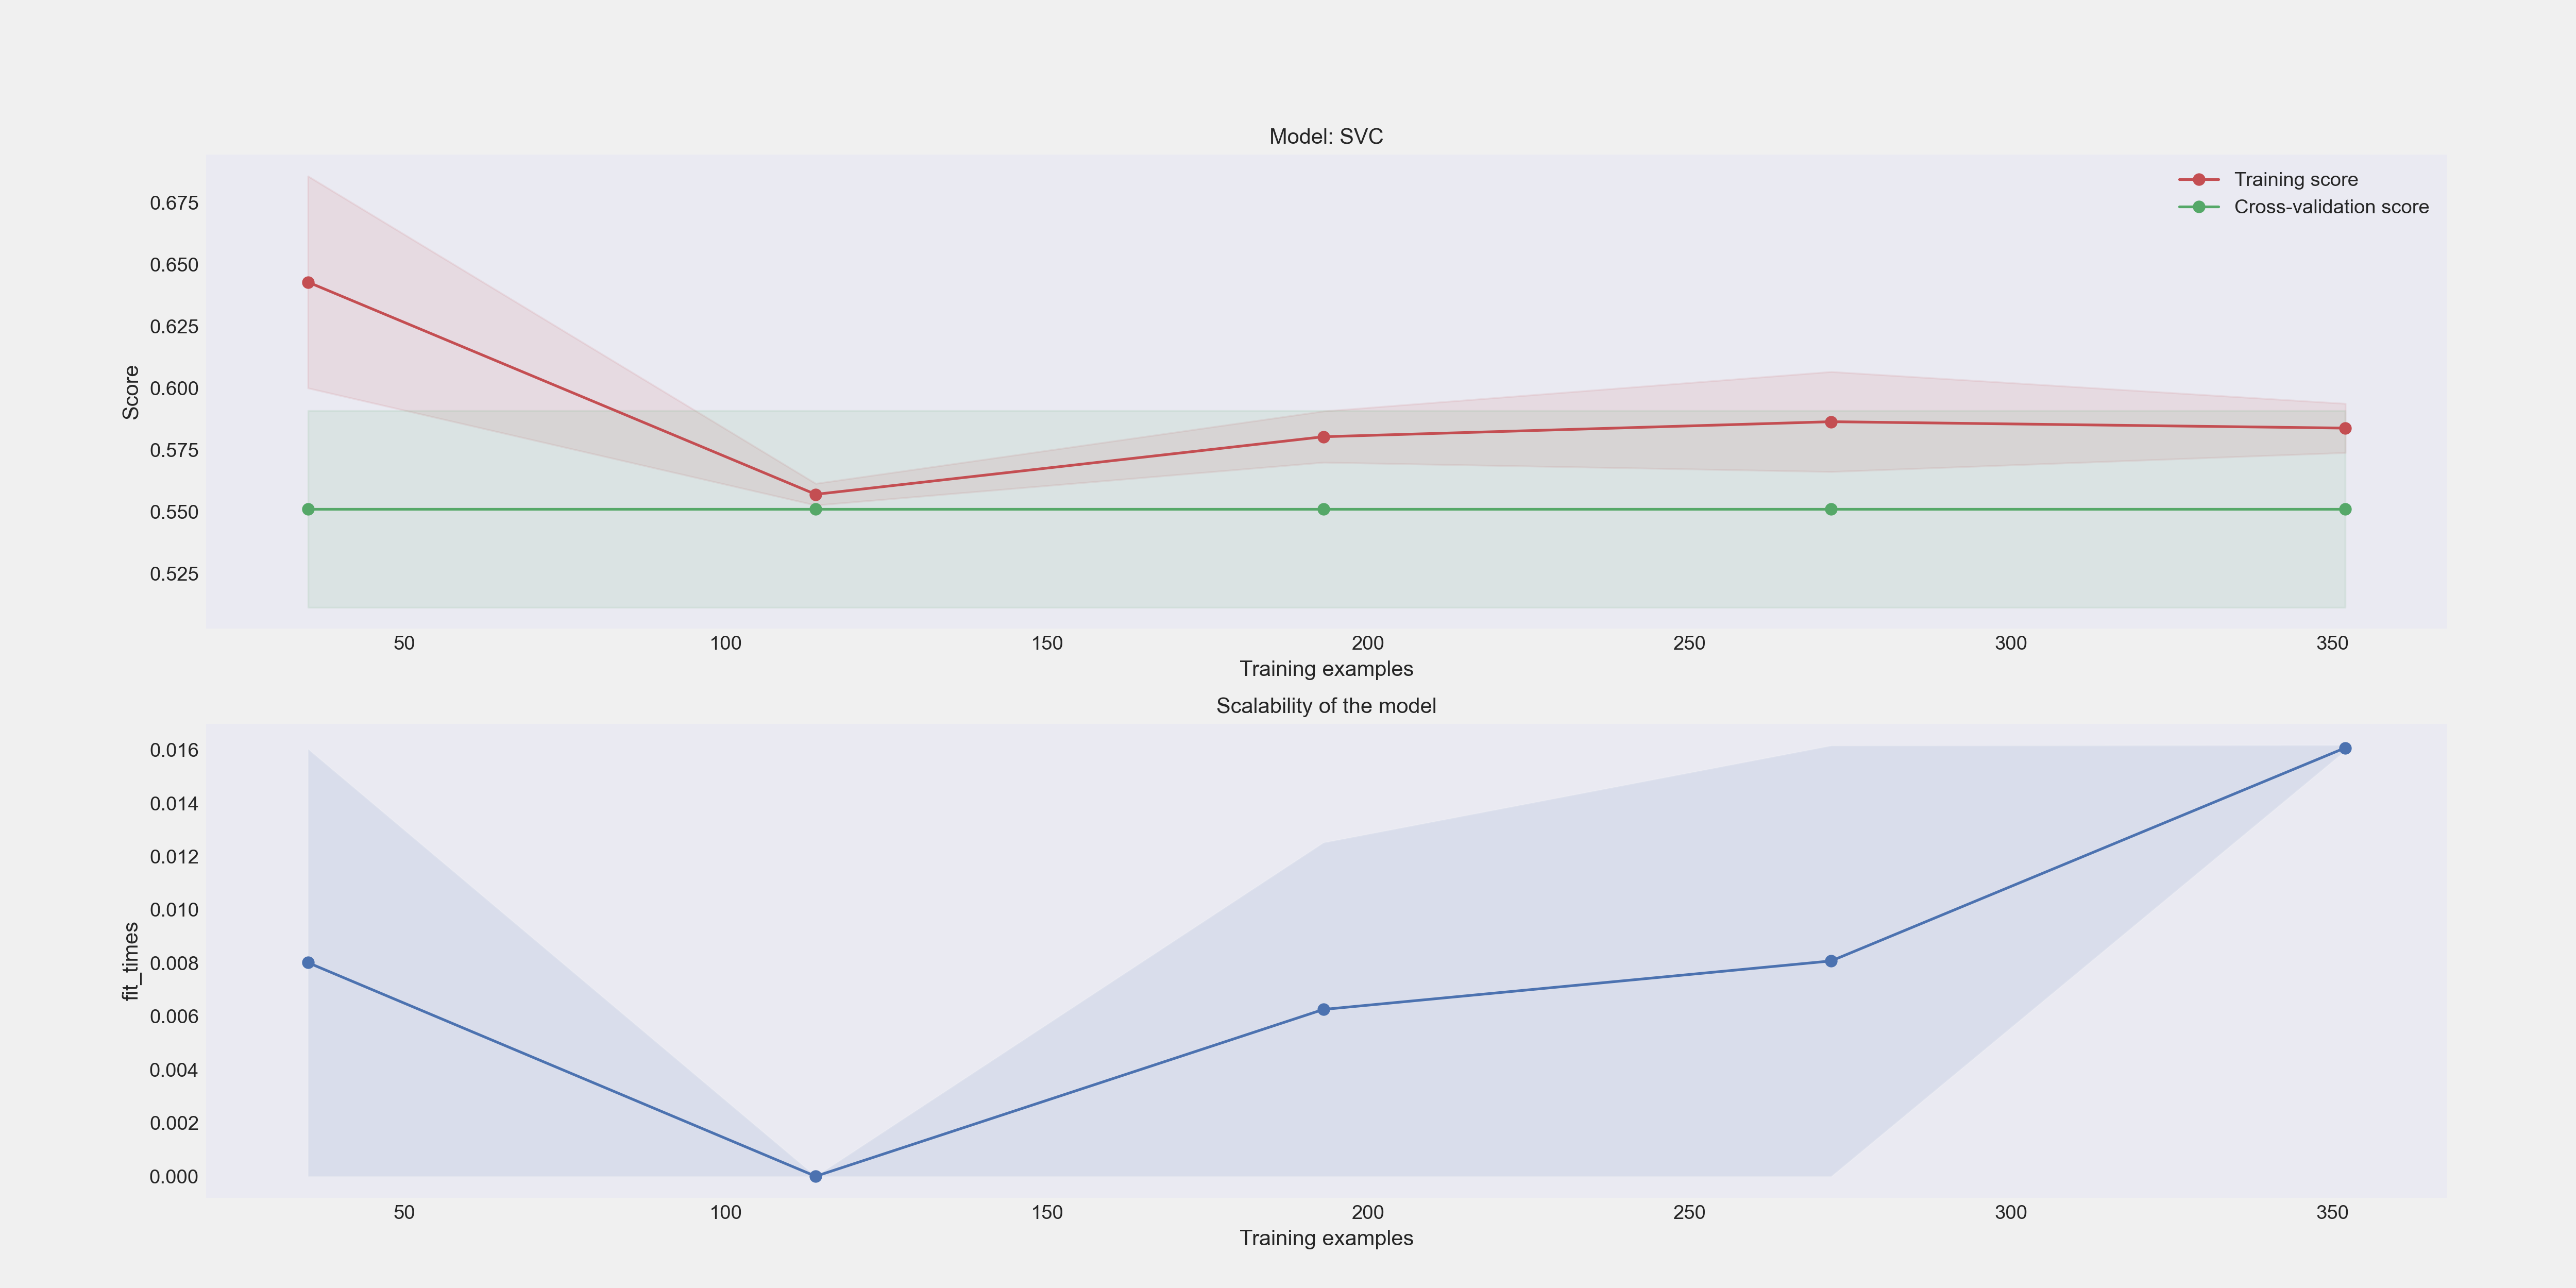 Model: SVC
Training score
Cross-validation score
0.675
0.650
0.625
0.600
0.575
0.550
0.525
Score
50 100 150 200 250 300 350
Training examples
Scalability of the model
0.016
0.014
0.012
0.010
0.008
0.006
0.004
0.002
0.000
fit_times
50 100 150 200 250 300 350
Training examples